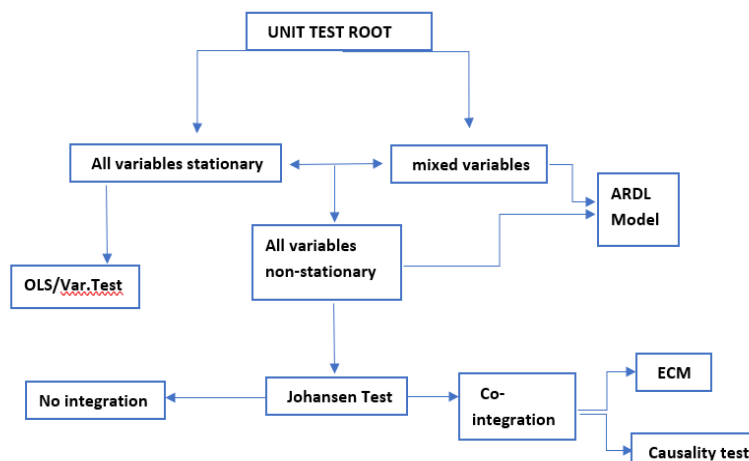 UNIT TEST ROOT
All variables stationary
mixed variables
ARDL
Model
All variables
non-stationary
OLS/Var.Test
No integration
Johansen Test
Co-
integration
ECM
Causality test